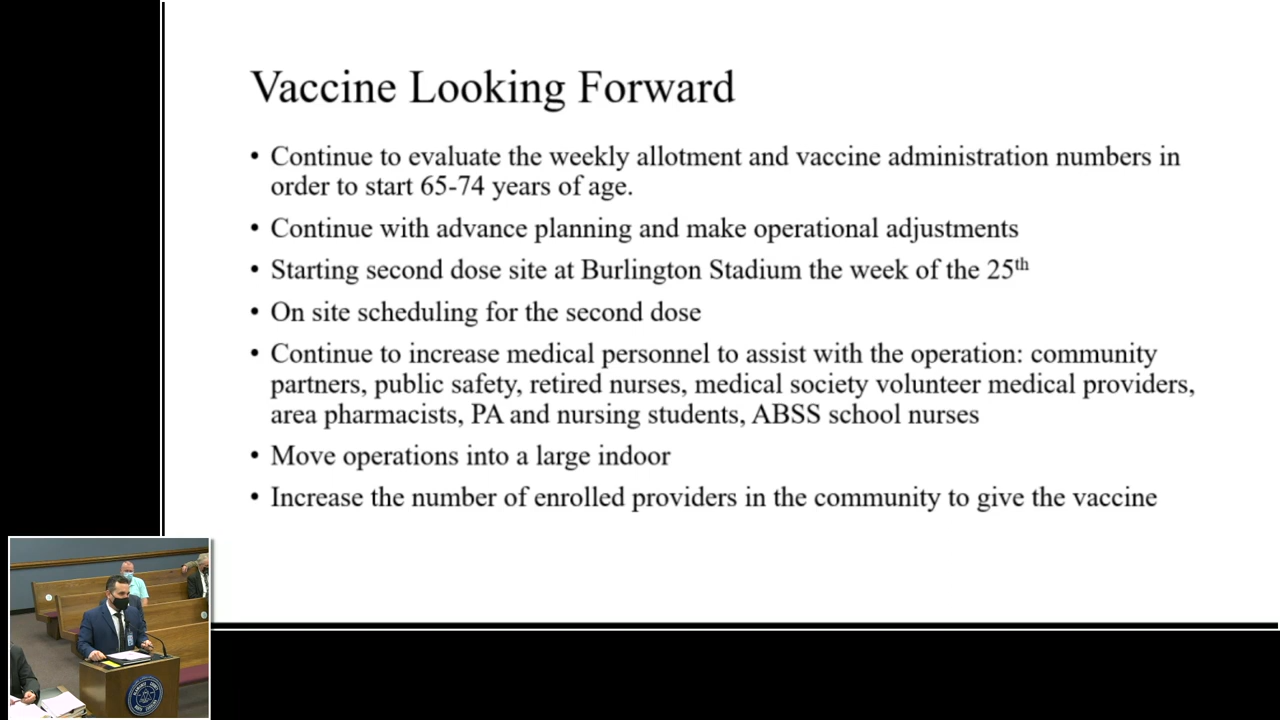 Vaccine Looking Forward
• Continue to evaluate the weekly allotment and vaccine administration numbers in
order to start 65-74 years of age.
• Continue with advance planning and make operational adjustments
• Starting second dose site at Burlington Stadium the week of the 25th
• On site scheduling for the second dose
• Continue to increase medical personnel to assist with the operation: community
partners, public safety, retired nurses, medical society volunteer medical providers,
area pharmacists, PA and nursing students, ABSS school nurses
• Move operations into a large indoor
• Increase the number of enrolled providers in the community to give the vaccine